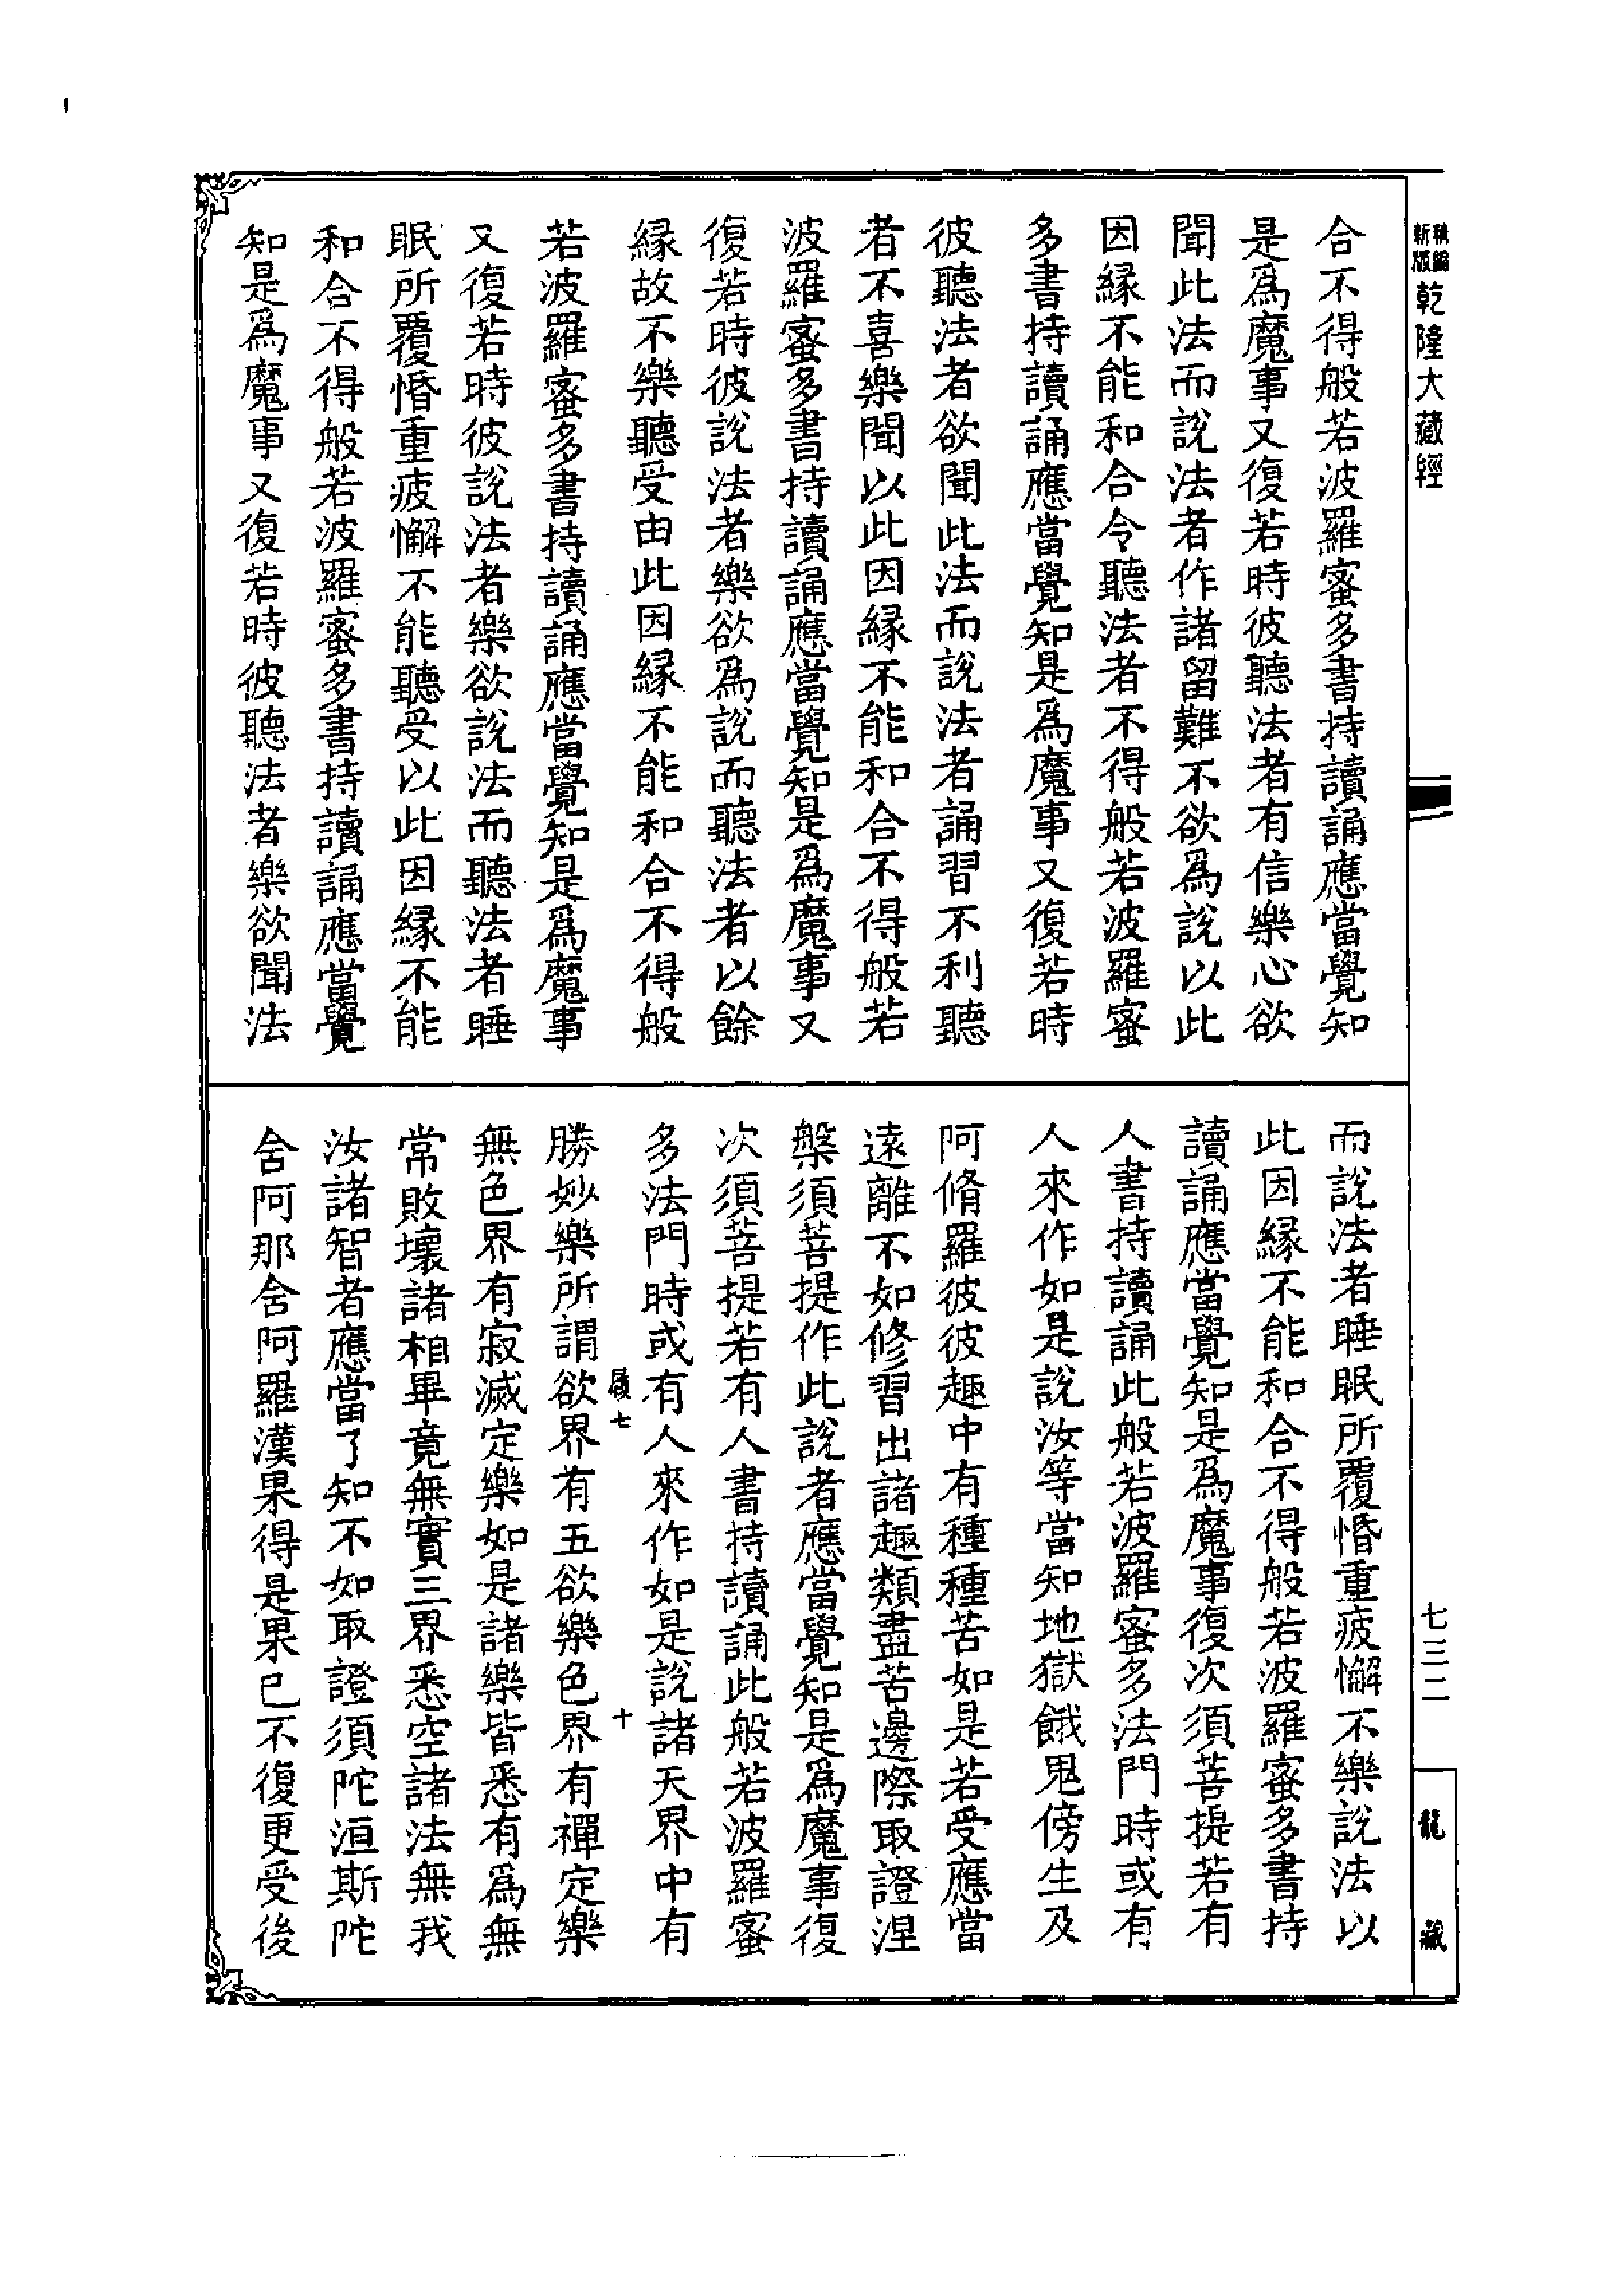 新版
乾隆大藏經
合不得般若波羅蜜多書持讀誦應當覺知
是爲魔事又復若時彼聽法者有信樂心欲
聞此法而說法者作諸留難不欲爲說以此
因緣不能和合令聽法者不得般若波羅蜜
多書持讀誦應當覺知是爲魔事又復若時
彼聽法者欲聞此法而說法者誦習不利聽
者不喜樂聞以此因緣不能和合不得般若
波羅蜜多書持讀誦應當覺知是爲魔事又
復若時彼說法者樂欲爲說而聽法者以餘
緣故不樂聽受由此因緣不能和合不得般
若波羅蜜多書持讀誦應當覺知是爲魔事
又復若時彼說法者樂欲說法而聽法者睡
眠所覆惛重疲懈不能聽受以此因緣不能
和合不得般若波羅蜜多書持讀誦應當覺
知是爲魔事又復若時彼聽法者樂欲聞法
而說法者睡眠所覆惛重疲懈不樂說法以
此因緣不能和合不得般若波羅蜜多書持
讀誦應當覺知是爲魔事復次須菩提若有
人書持讀誦此般若波羅蜜多法門時或有
人來作如是說汝等當知地獄餓鬼傍生及
阿脩羅彼彼趣中有種種苦如是若受應當
遠離不如修習出諸趣類盡苦邊際取證涅
槃須菩提作此說者應當覺知是爲魔事復
次須菩提若有人書持讀誦此般若波羅蜜
多法門時或有人來作如是說諸天界中有
七 十
勝妙樂所謂欲界有五欲樂色界有禪定樂
無色界有寂滅定樂如是諸樂皆悉有爲無
常敗壞諸相畢竟無實三界悉空諸法無我
汝諸智者應當了知不如取證須陀洹斯陀
含阿那含阿羅漢果得是果已不復更受後
七三二
龍藏